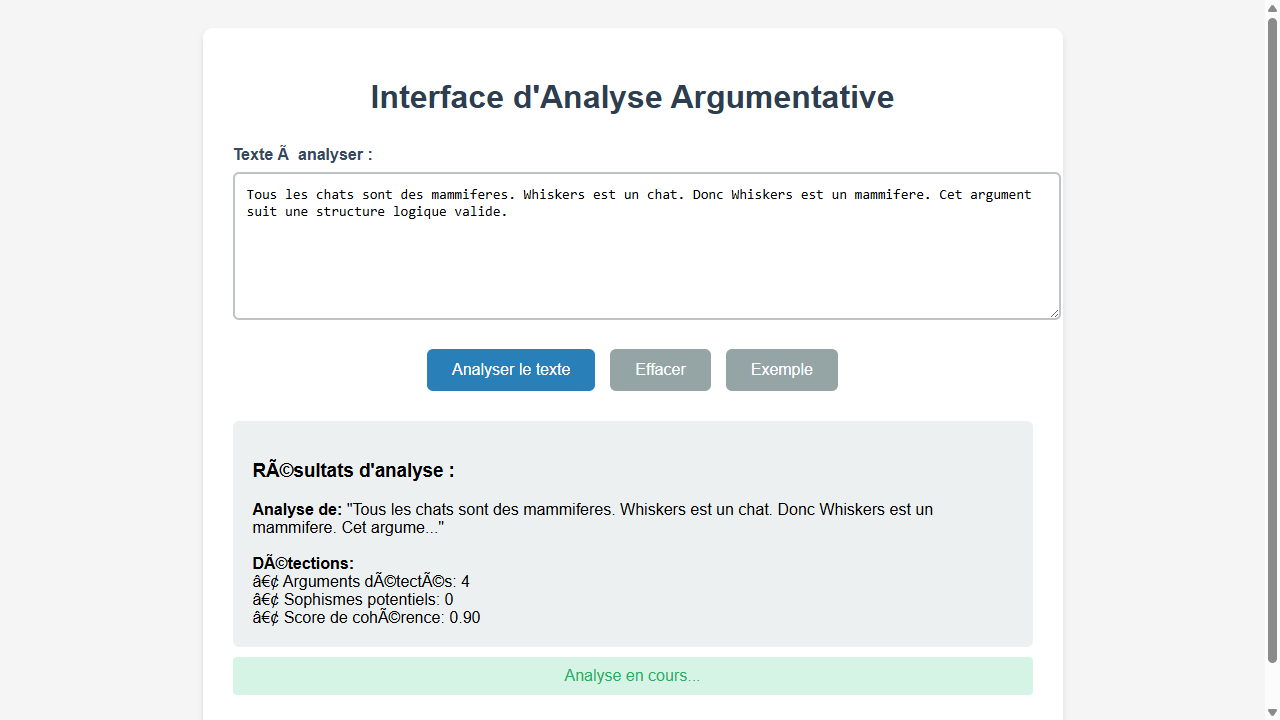 Interface d'Analyse Argumentative
Texte Ã  analyser :
Tous les chats sont des mammiferes. Whiskers est un chat. Donc Whiskers est un mammifere. Cet argument
suit une structure logique valide.
Analyser le texte
Effacer
Exemple
RÃ©sultats d'analyse :
Analyse de: "Tous les chats sont des mammiferes. Whiskers est un chat. Donc Whiskers est un
mammifere. Cet argume..."
DÃ©tections:
â€¢ Arguments dÃ©tectÃ©s: 4
â€¢ Sophismes potentiels: 0
â€¢ Score de cohÃ©rence: 0.90
Analyse en cours...